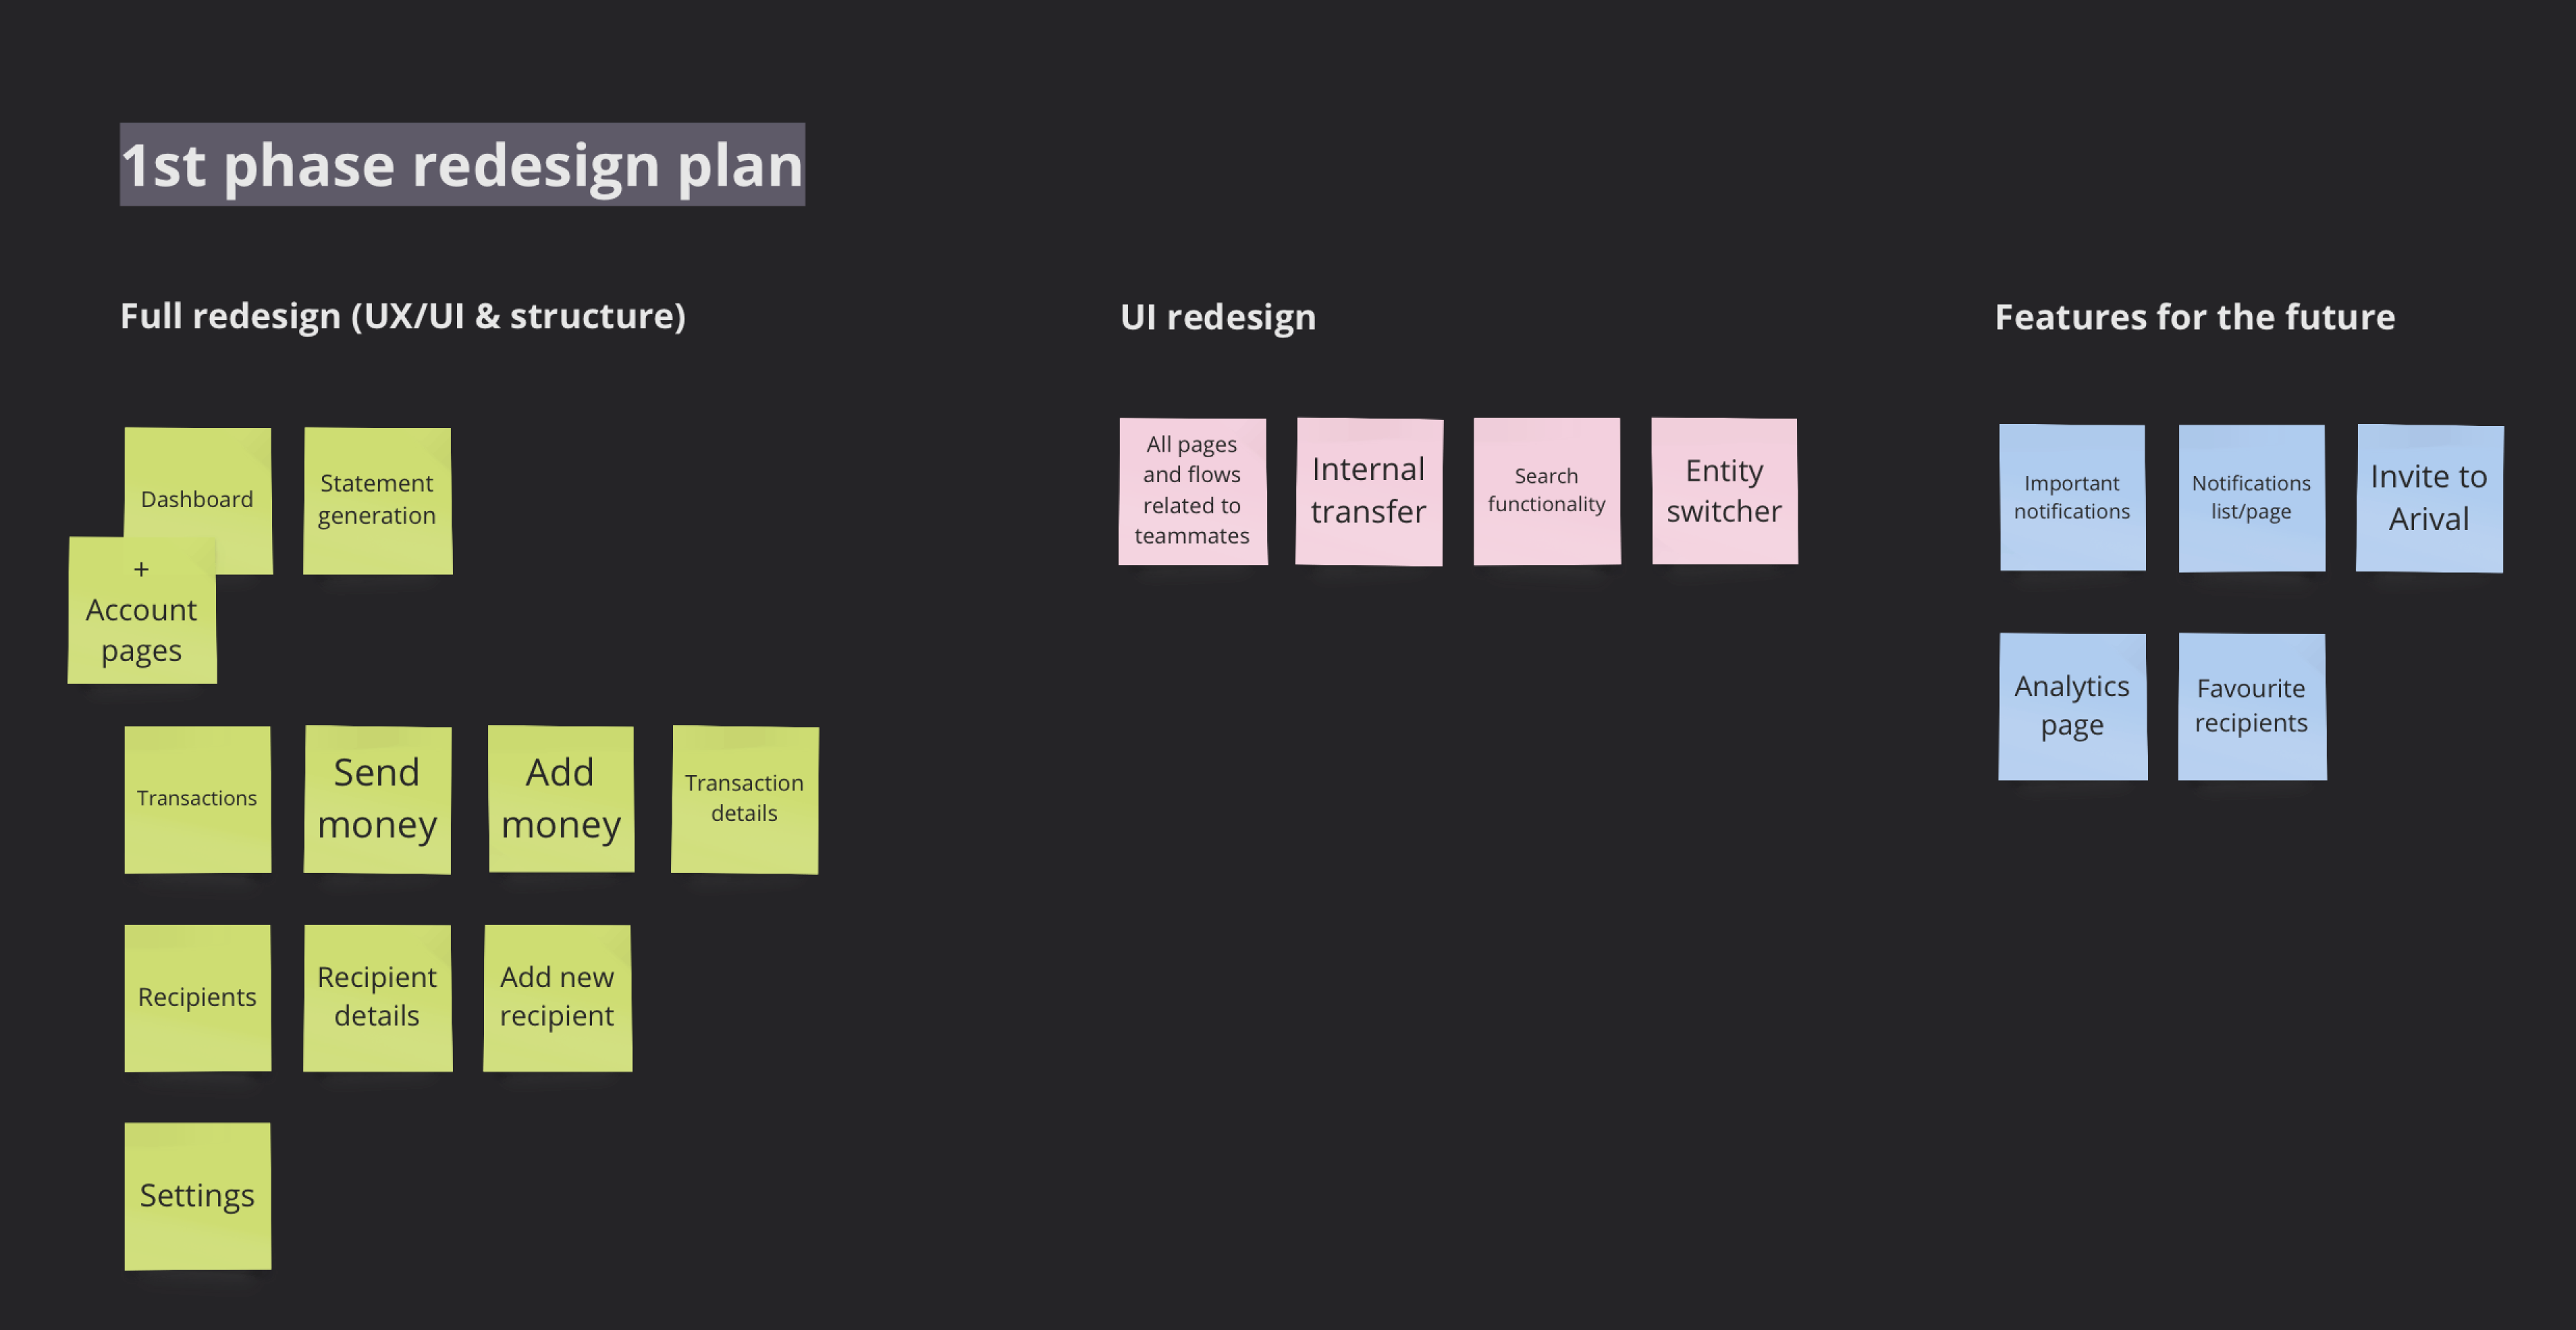 1st phase redesign plan
Full redesign (UX/UI & structure)
Dashboard
+
Account
pages
Statement
generation
Transactions
Send
money
Add
money
Transaction
details
Recipients
Recipient
details
Add new
recipient
Settings
UI redesign
All pages
and flows
related to
teammates
Internal
transfer
Search
functionality
Entity
switcher
Features for the future
Important
notifications
Notifications
list/page
Invite to
Arival
Analytics
page
Favourite
recipients